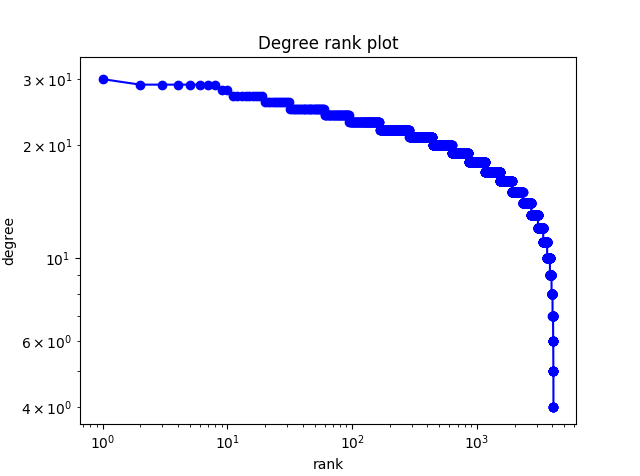 Degree rank plot
3 × 10¹
2 × 10¹
10¹
6 × 10⁰
4 × 10⁰
degree
10⁰ 10¹ 10² 10³
rank